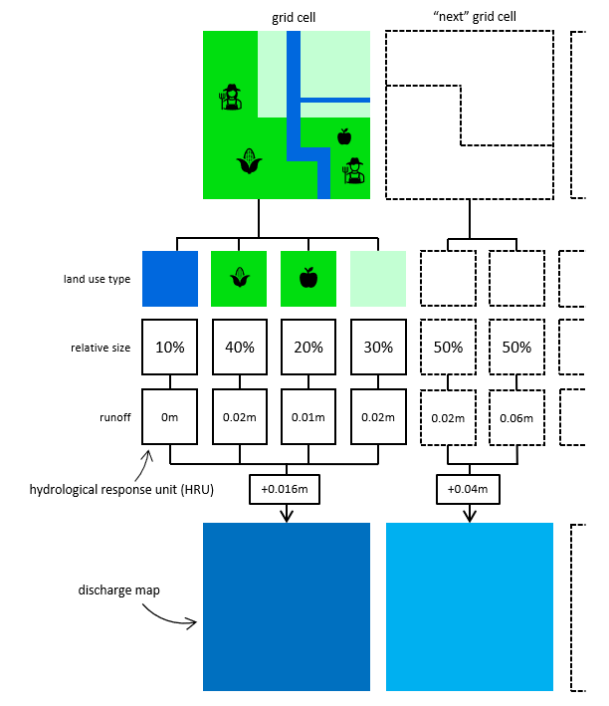 grid cell
“next” grid cell
land use type
relative size
10%
40%
20%
30%
50%
50%
runoff
0m
0.02m
0.01m
0.02m
0.02m
0.06m
hydrological response unit (HRU)
+0.016m
+0.04m
discharge map